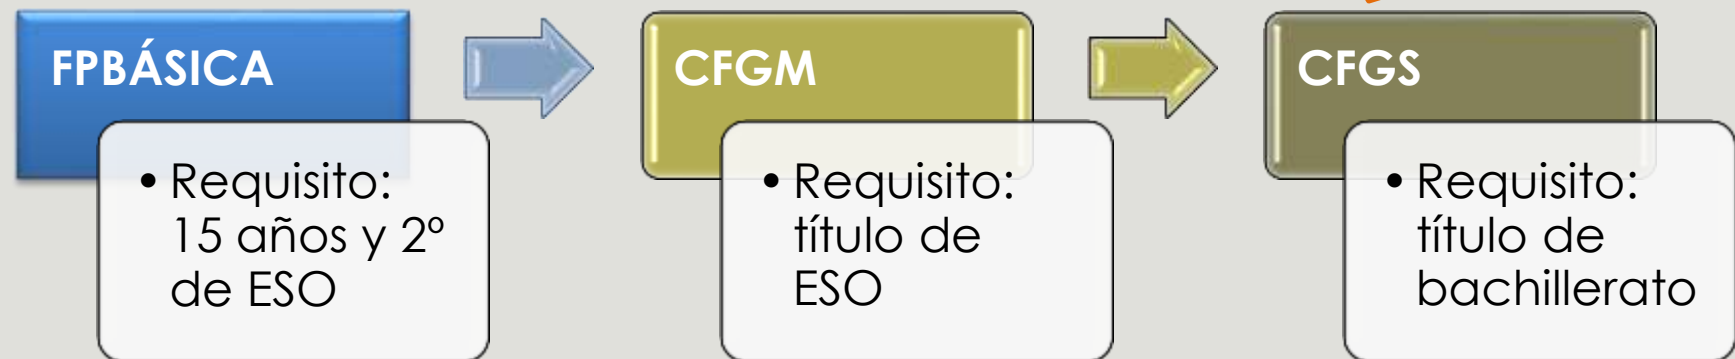 FPBÁSICA
• Requisito:
15 años y 2º
de ESO
CFGM
• Requisito:
título de
ESO
CFGS
• Requisito:
título de
bachillerato